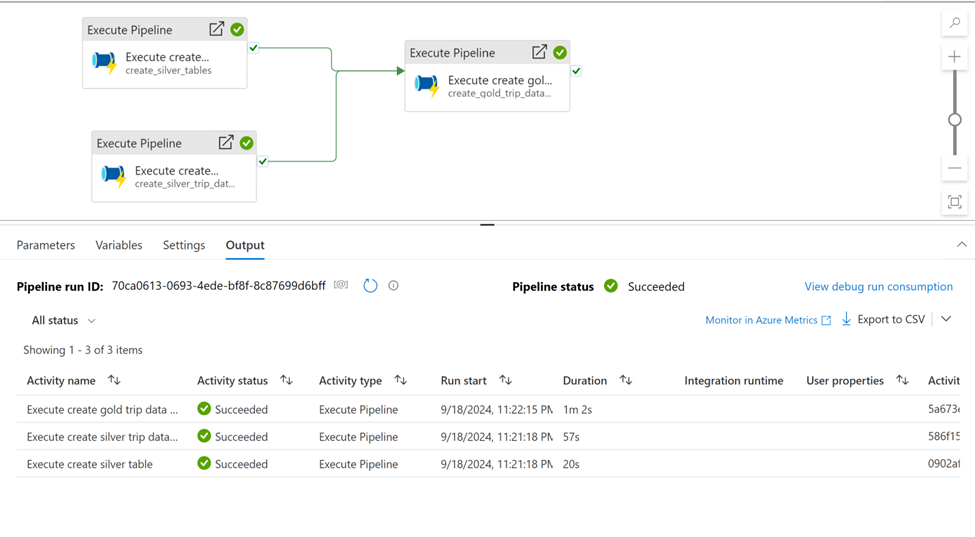 Execute Pipeline
Execute create...
create_silver_tables
Execute Pipeline
Execute create gol...
create_gold_trip_data...
Execute Pipeline
Execute create...
create_silver_trip_dat...
Parameters Variables Settings Output
Pipeline run ID: 70ca0613-0693-4ede-bf8f-8c87699d6bff Pipeline status Succeeded View debug run consumption
All status Monitor in Azure Metrics Export to CSV
Showing 1 - 3 of 3 items
Activity name Activity status Activity type Run start Duration Integration runtime User properties Activit
Execute create gold trip data ... Succeeded Execute Pipeline 9/18/2024, 11:22:15 PM 1m 2s 5a673e
Execute create silver trip data... Succeeded Execute Pipeline 9/18/2024, 11:21:18 PM 57s 586f15
Execute create silver table Succeeded Execute Pipeline 9/18/2024, 11:21:18 PM 20s 0902af